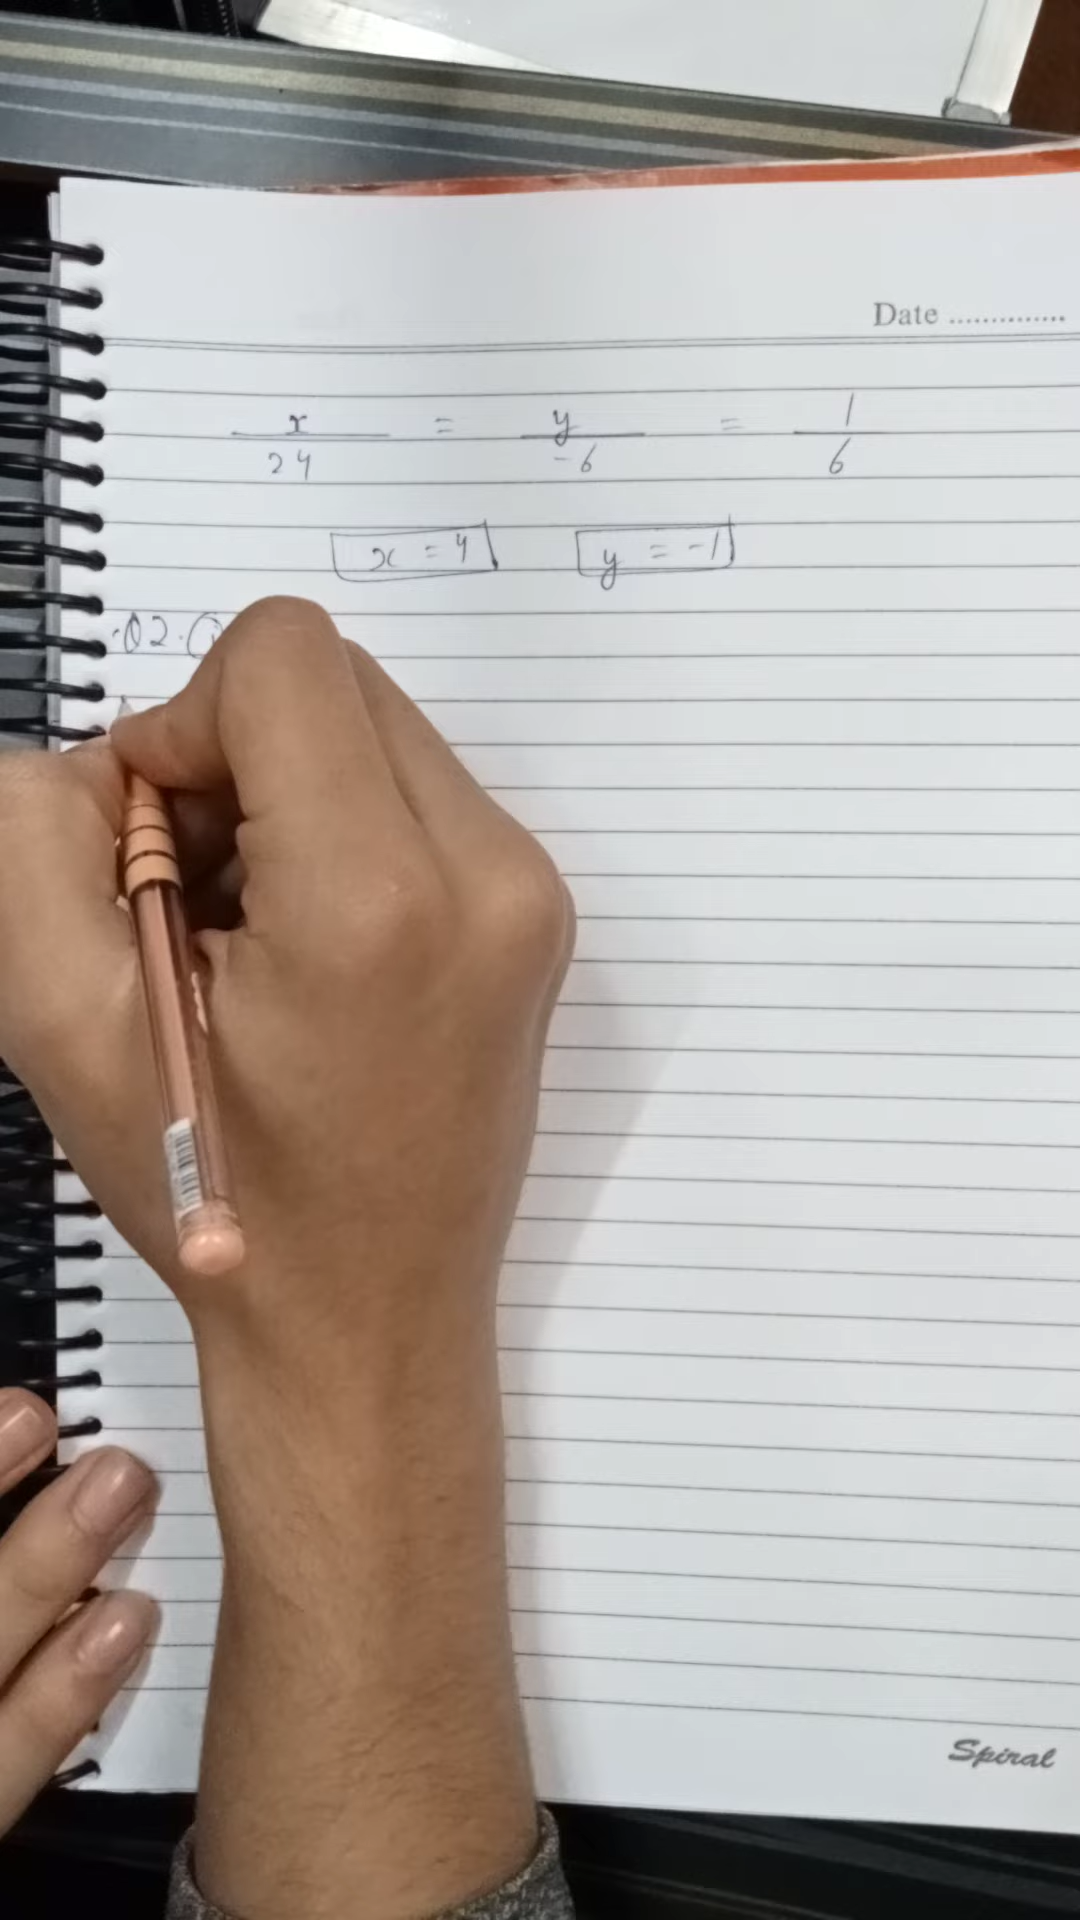 Date ..............
x/24 = y/-6 = 1/6
x = 4 y = -1
Q2.
Spiral